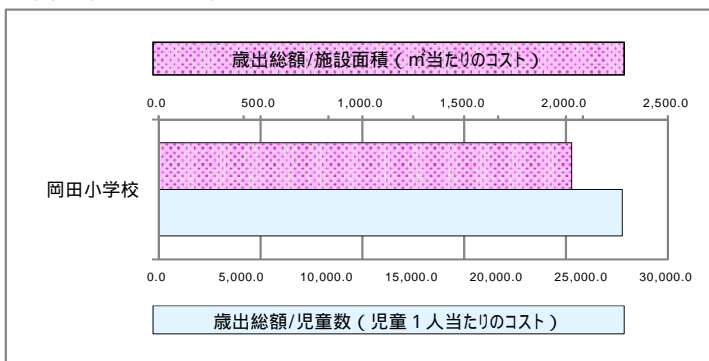 歳出総額/施設面積(㎡当たりのコスト)
0.0 500.0 1,000.0 1,500.0 2,000.0 2,500.0
岡田小学校
0.0 5,000.0 10,000.0 15,000.0 20,000.0 25,000.0 30,000.0
歳出総額/児童数(児童1人当たりのコスト)